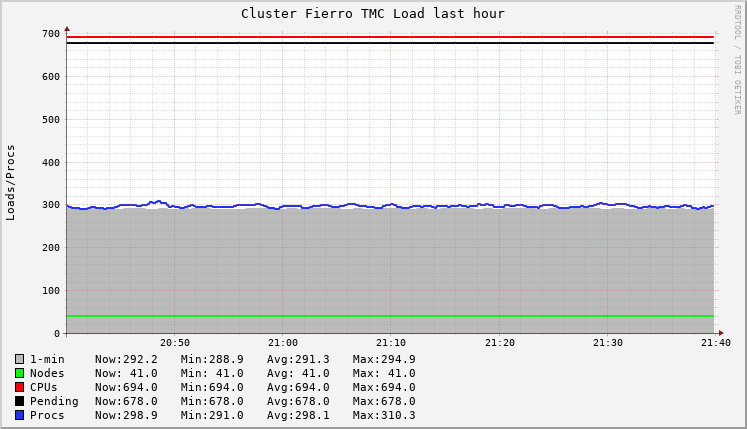 Cluster Fierro TMC Load last hour
RRDTOOL / TOBI OETIKER
Loads/Procs
700
600
500
400
300
200
100
0
20:50 21:00 21:10 21:20 21:30 21:40
1-min Now:292.2 Min:288.9 Avg:291.3 Max:294.9
Nodes Now: 41.0 Min: 41.0 Avg: 41.0 Max: 41.0
CPUs Now:694.0 Min:694.0 Avg:694.0 Max:694.0
Pending Now:678.0 Min:678.0 Avg:678.0 Max:678.0
Procs Now:298.9 Min:291.0 Avg:298.1 Max:310.3